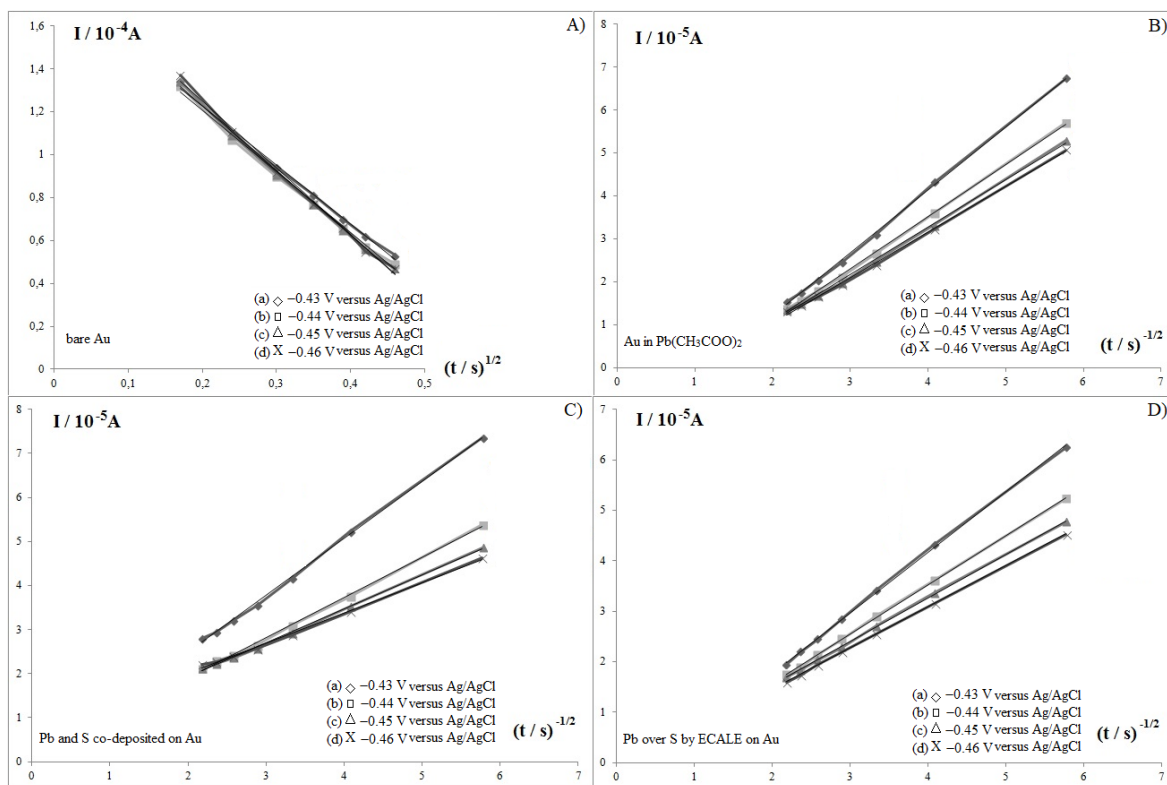 A)
I / 10⁻⁴A
1,6
1,4
1,2
1
0,8
0,6
0,4
0,2
0
(a) ◇ −0.43 V versus Ag/AgCl
(b) □ −0.44 V versus Ag/AgCl
(c) △ −0.45 V versus Ag/AgCl
(d) X −0.46 V versus Ag/AgCl
bare Au
(t / s)^1/2
0 0,1 0,2 0,3 0,4 0,5
B)
I / 10⁻⁵A
8
7
6
5
4
3
2
1
0
(a) ◇ −0.43 V versus Ag/AgCl
(b) □ −0.44 V versus Ag/AgCl
(c) △ −0.45 V versus Ag/AgCl
(d) X −0.46 V versus Ag/AgCl
Au in Pb(CH₃COO)₂
(t / s)^-1/2
0 1 2 3 4 5 6 7
C)
I / 10⁻⁵A
8
7
6
5
4
3
2
1
0
(a) ◇ −0.43 V versus Ag/AgCl
(b) □ −0.44 V versus Ag/AgCl
(c) △ −0.45 V versus Ag/AgCl
(d) X −0.46 V versus Ag/AgCl
Pb and S co-deposited on Au
(t / s)^-1/2
0 1 2 3 4 5 6 7
D)
I / 10⁻⁵A
7
6
5
4
3
2
1
0
(a) ◇ −0.43 V versus Ag/AgCl
(b) □ −0.44 V versus Ag/AgCl
(c) △ −0.45 V versus Ag/AgCl
(d) X −0.46 V versus Ag/AgCl
Pb over S by ECALE on Au
(t / s)^-1/2
0 1 2 3 4 5 6 7